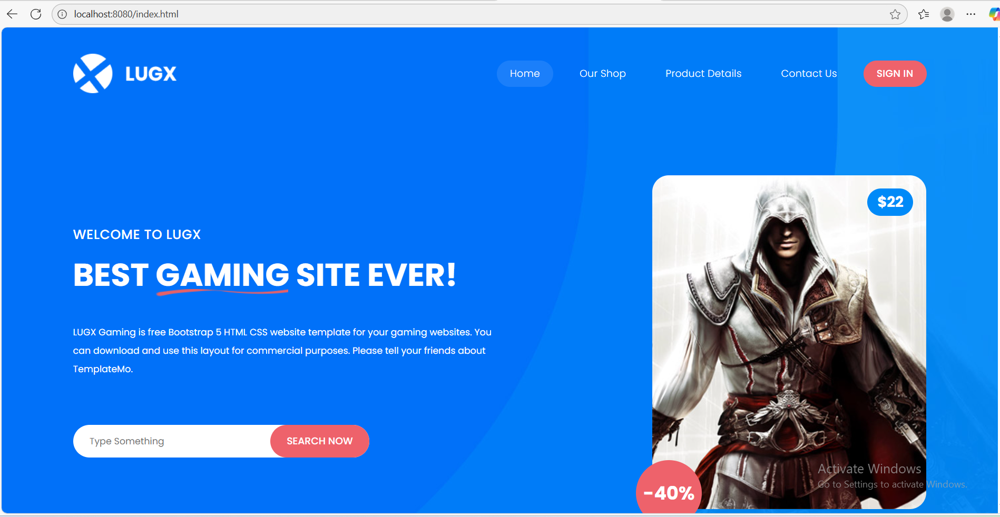 localhost:8080/index.html
LUGX
Home
Our Shop
Product Details
Contact Us
SIGN IN
$22
WELCOME TO LUGX
BEST GAMING SITE EVER!
LUGX Gaming is free Bootstrap 5 HTML CSS website template for your gaming websites. You
can download and use this layout for commercial purposes. Please tell your friends about
TemplateMo.
Type Something
SEARCH NOW
-40%
Activate Windows
Go to Settings to activate Windows.